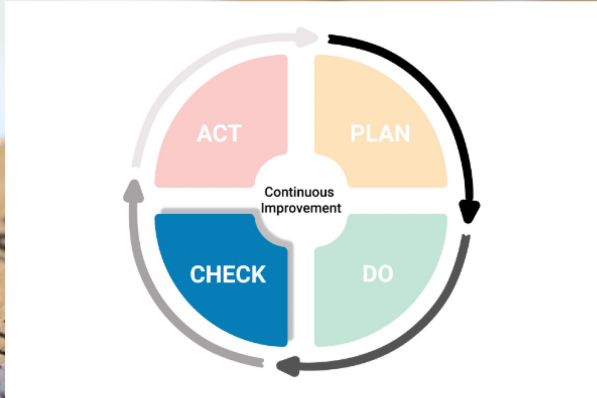 ACT
PLAN
Continuous
Improvement
CHECK
DO